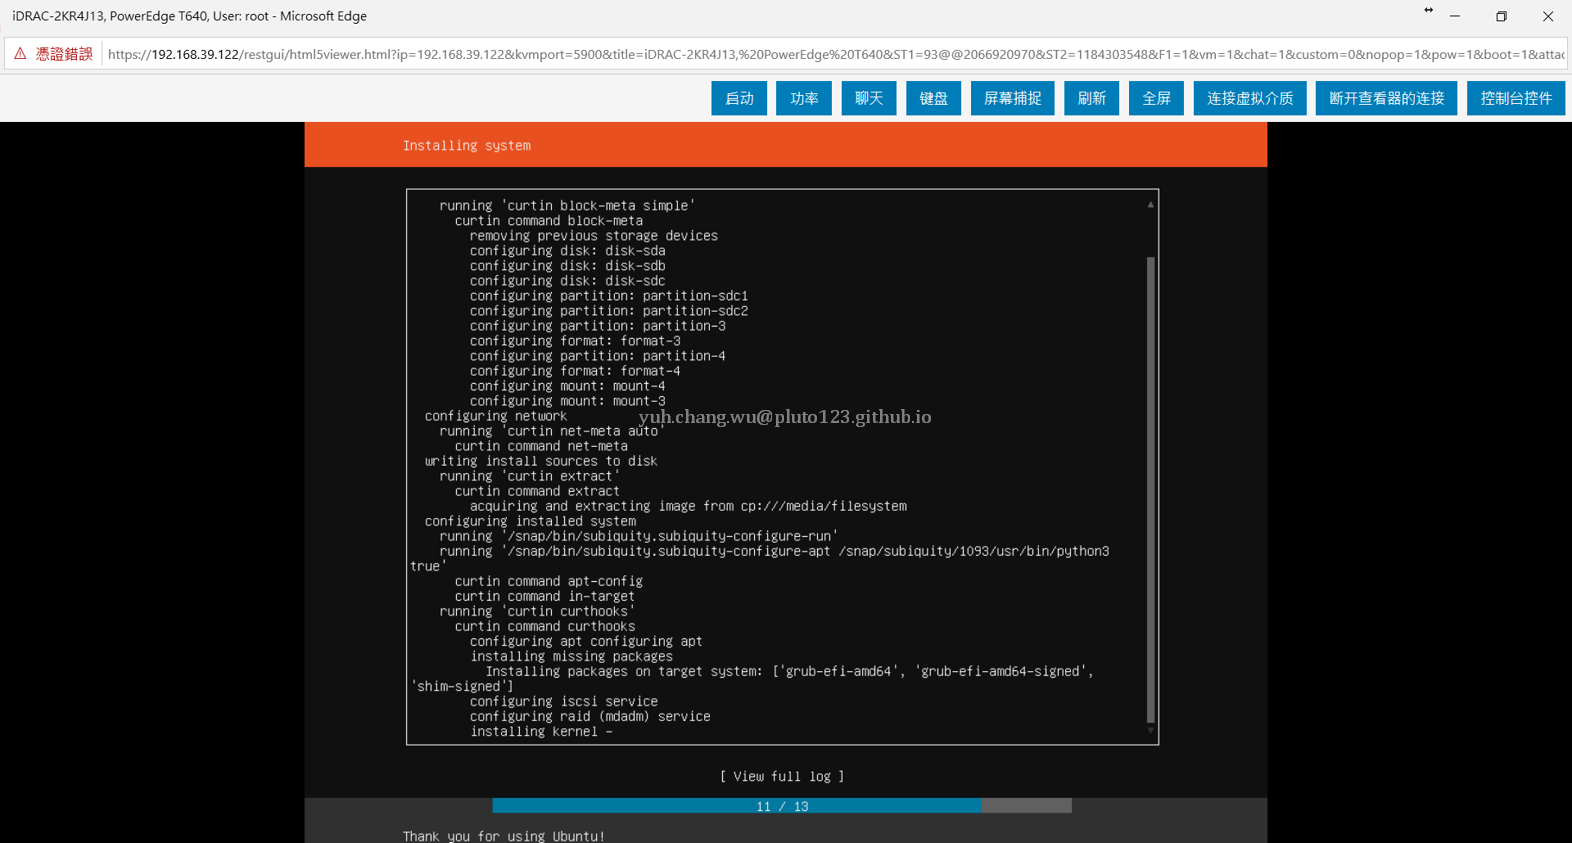 iDRAC-2KR4J13, PowerEdge T640, User: root - Microsoft Edge
憑證錯誤 https://192.168.39.122/restgui/html5viewer.html?ip=192.168.39.122&kvmport=5900&title=iDRAC-2KR4J13,%20PowerEdge%20T640&ST1=93@@2066920970&ST2=1184303548&F1=1&vm=1&chat=1&custom=0&nopop=1&pow=1&boot=1&attac
启动 功率 聊天 键盘 屏幕捕捉 刷新 全屏 连接虚拟介质 断开查看器的连接 控制台控件
Installing system
running 'curtin block-meta simple'
curtin command block-meta
removing previous storage devices
configuring disk: disk-sda
configuring disk: disk-sdb
configuring disk: disk-sdc
configuring partition: partition-sdc1
configuring partition: partition-sdc2
configuring partition: partition-3
configuring format: format-3
configuring partition: partition-4
configuring format: format-4
configuring mount: mount-4
configuring mount: mount-3
configuring network
yuh.chang.wu@pluto123.github.io
running 'curtin net-meta auto'
curtin command net-meta
writing install sources to disk
running 'curtin extract'
curtin command extract
acquiring and extracting image from cp:///media/filesystem
configuring installed system
running '/snap/bin/subiquity.subiquity-configure-run'
running '/snap/bin/subiquity.subiquity-configure-apt /snap/subiquity/1093/usr/bin/python3
true'
curtin command apt-config
curtin command in-target
running 'curtin curthooks'
curtin command curthooks
configuring apt configuring apt
installing missing packages
Installing packages on target system: ['grub-efi-amd64', 'grub-efi-amd64-signed',
'shim-signed']
configuring iscsi service
configuring raid (mdadm) service
installing kernel -
[ View full log ]
11 / 13
Thank you for using Ubuntu!